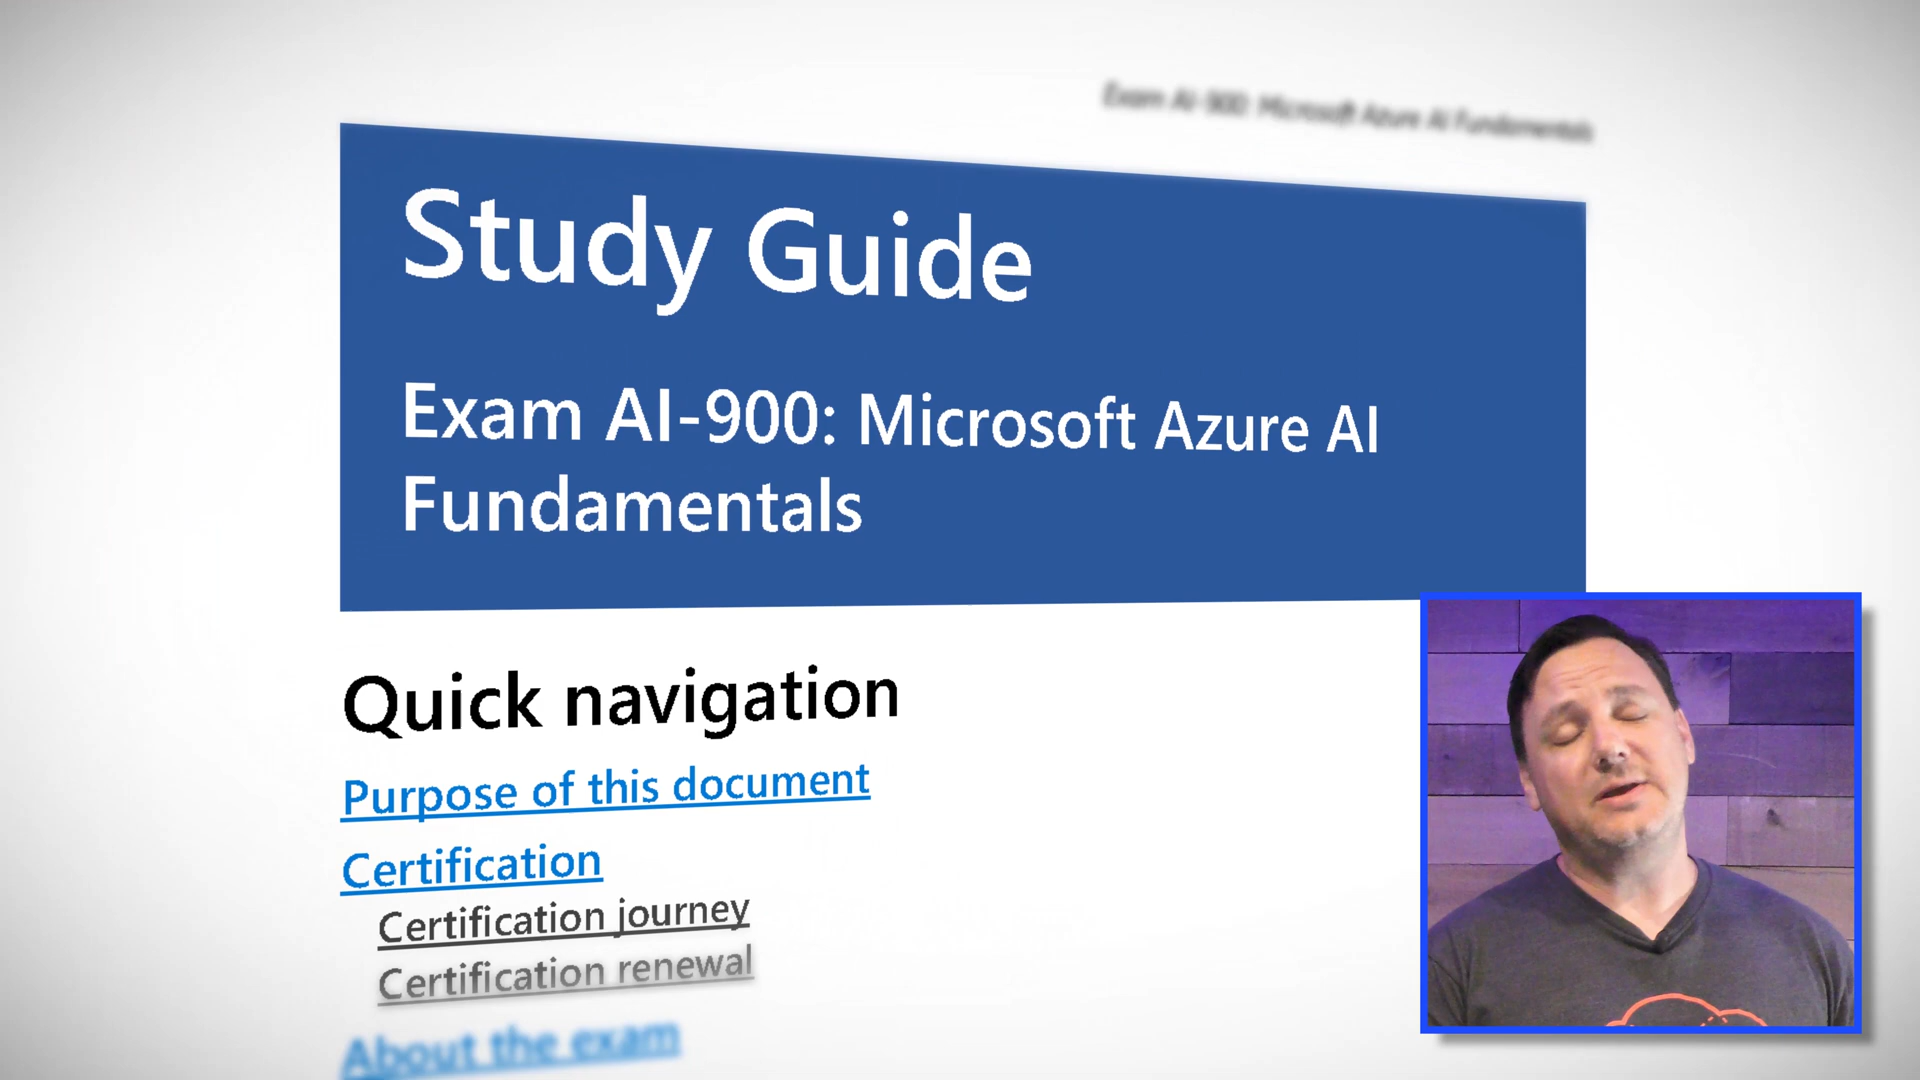 Exam AI-900: Microsoft Azure AI Fundamentals
Study Guide
Exam AI-900: Microsoft Azure AI
Fundamentals
Quick navigation
Purpose of this document
Certification
Certification journey
Certification renewal
About the exam